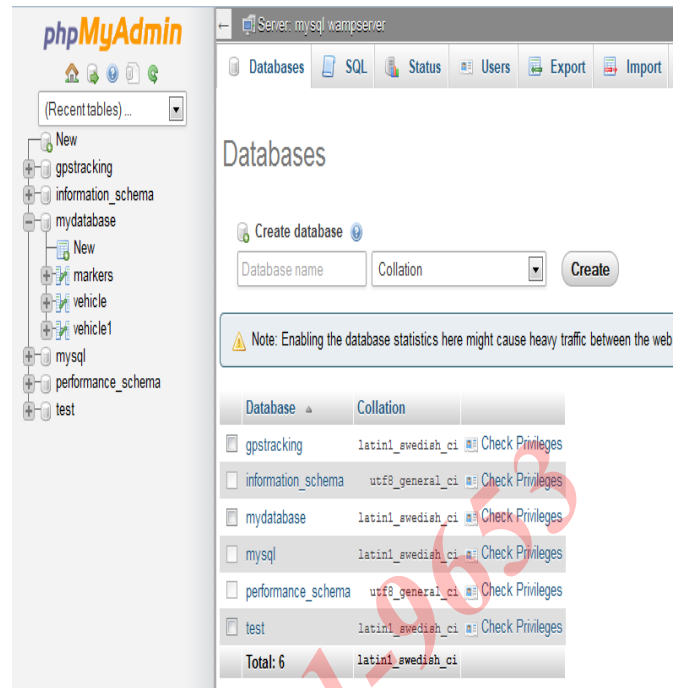 phpMyAdmin
(Recent tables) ...
New
gpstracking
information_schema
mydatabase
New
markers
vehicle
vehicle1
mysql
performance_schema
test
Server: mysql wampserver
Databases SQL Status Users Export Import
Databases
Create database
Database name Collation Create
Note: Enabling the database statistics here might cause heavy traffic between the web
Database Collation
gpstracking latin1_swedish_ci Check Privileges
information_schema utf8_general_ci Check Privileges
mydatabase latin1_swedish_ci Check Privileges
mysql latin1_swedish_ci Check Privileges
performance_schema utf8_general_ci Check Privileges
test latin1_swedish_ci Check Privileges
Total: 6 latin1_swedish_ci
1-9653